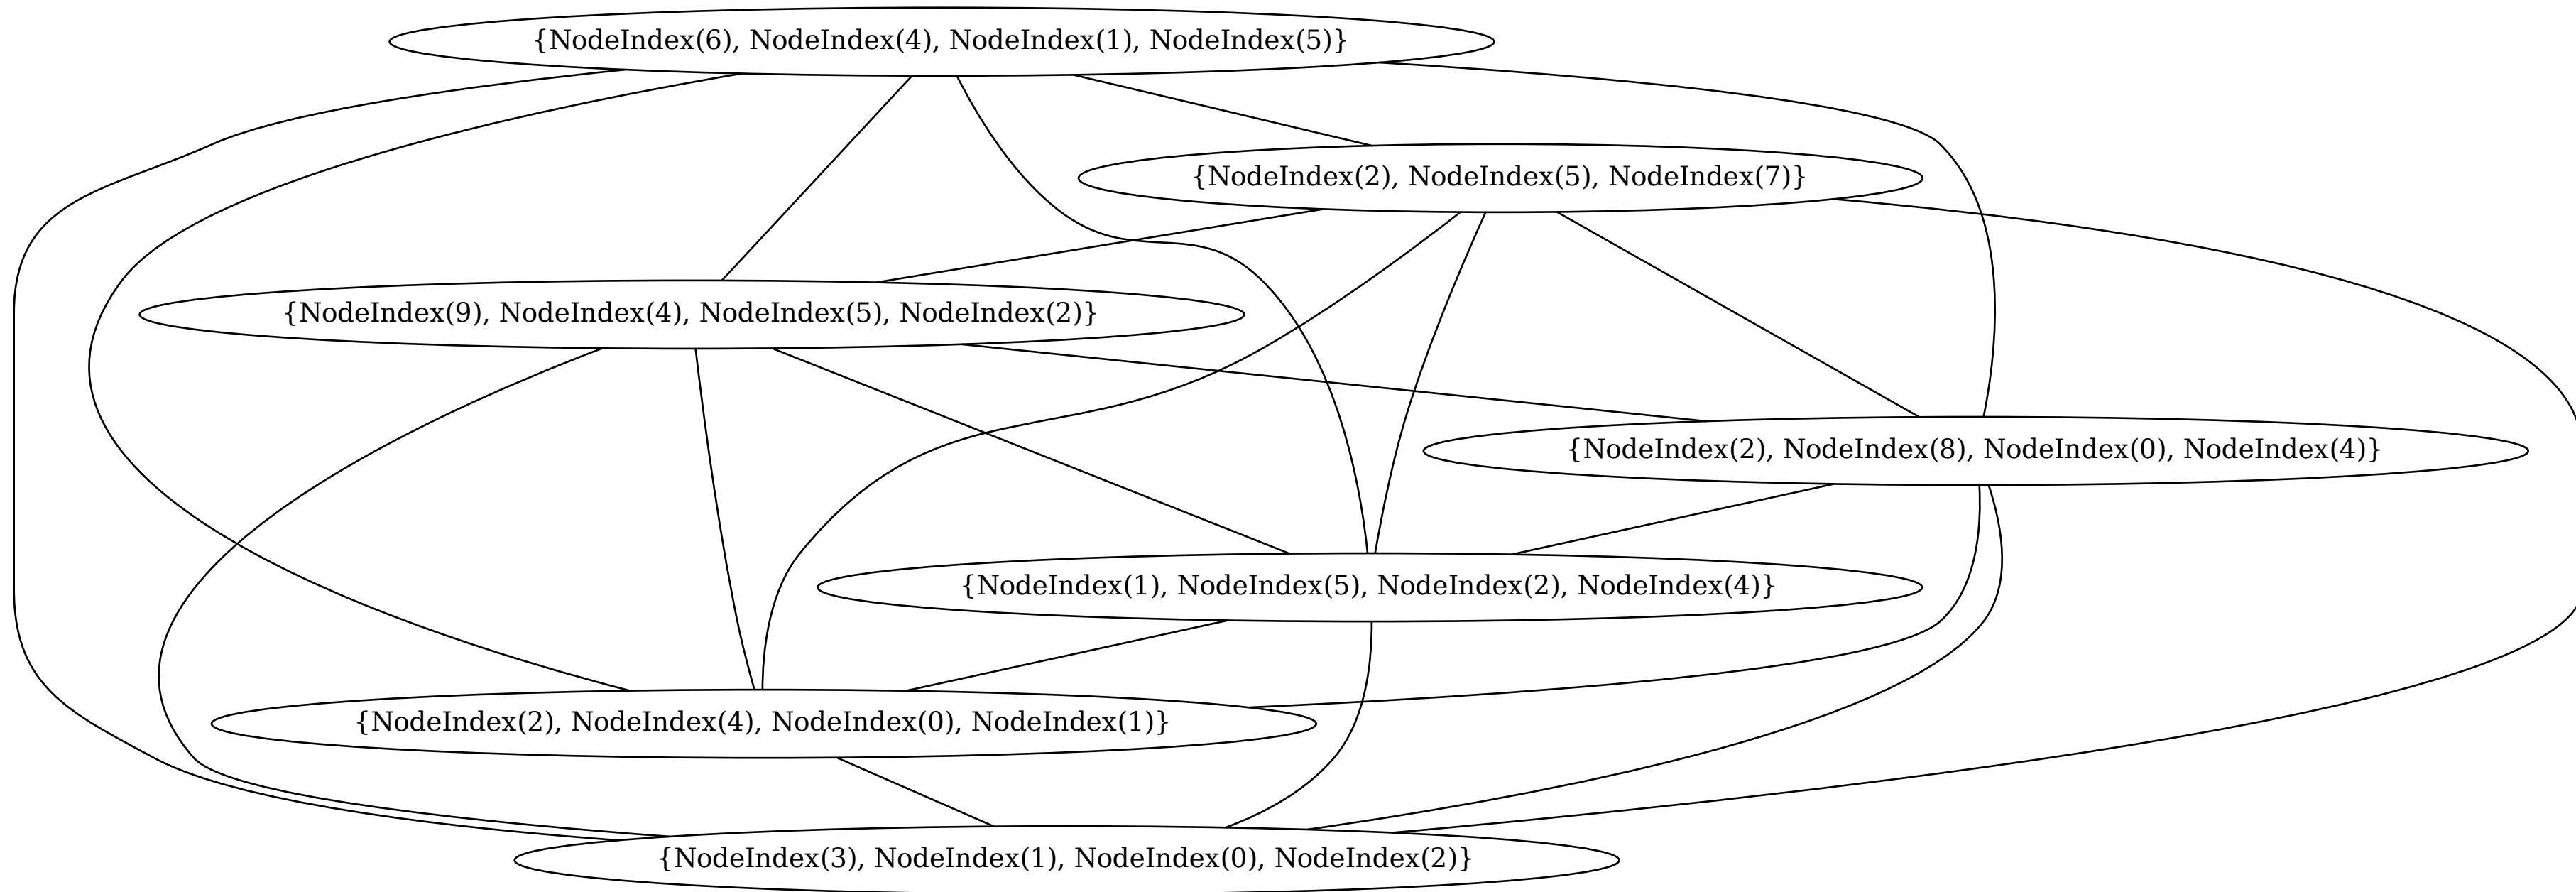 {NodeIndex(6), NodeIndex(4), NodeIndex(1), NodeIndex(5)}
{NodeIndex(2), NodeIndex(5), NodeIndex(7)}
{NodeIndex(9), NodeIndex(4), NodeIndex(5), NodeIndex(2)}
{NodeIndex(2), NodeIndex(8), NodeIndex(0), NodeIndex(4)}
{NodeIndex(1), NodeIndex(5), NodeIndex(2), NodeIndex(4)}
{NodeIndex(2), NodeIndex(4), NodeIndex(0), NodeIndex(1)}
{NodeIndex(3), NodeIndex(1), NodeIndex(0), NodeIndex(2)}